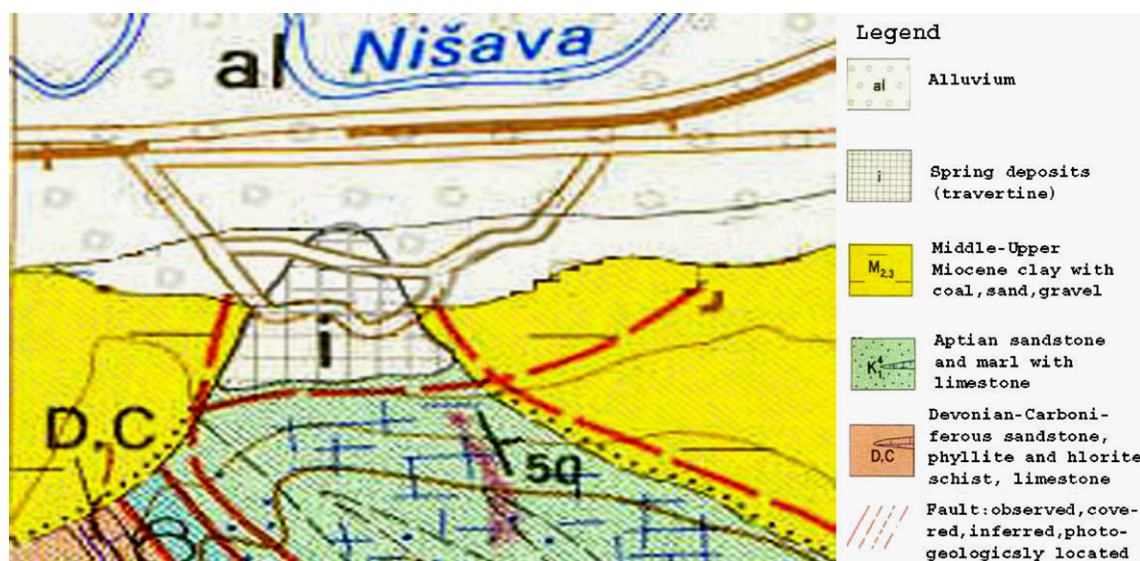 Nišava
al
i
D,C
50
Legend
al
Alluvium
i
Spring deposits
(travertine)
M2,3
Middle-Upper
Miocene clay with
coal,sand,gravel
K
Aptian sandstone
and marl with
limestone
D,C
Devonian-Carboni-
ferous sandstone,
phyllite and hlorite
schist, limestone
Fault:observed,cove-
red,inferred,photo-
geologicsly located